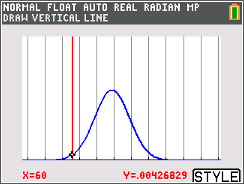 NORMAL FLOAT AUTO REAL RADIAN MP
DRAW VERTICAL LINE
X=60 Y=.00426829 STYLE